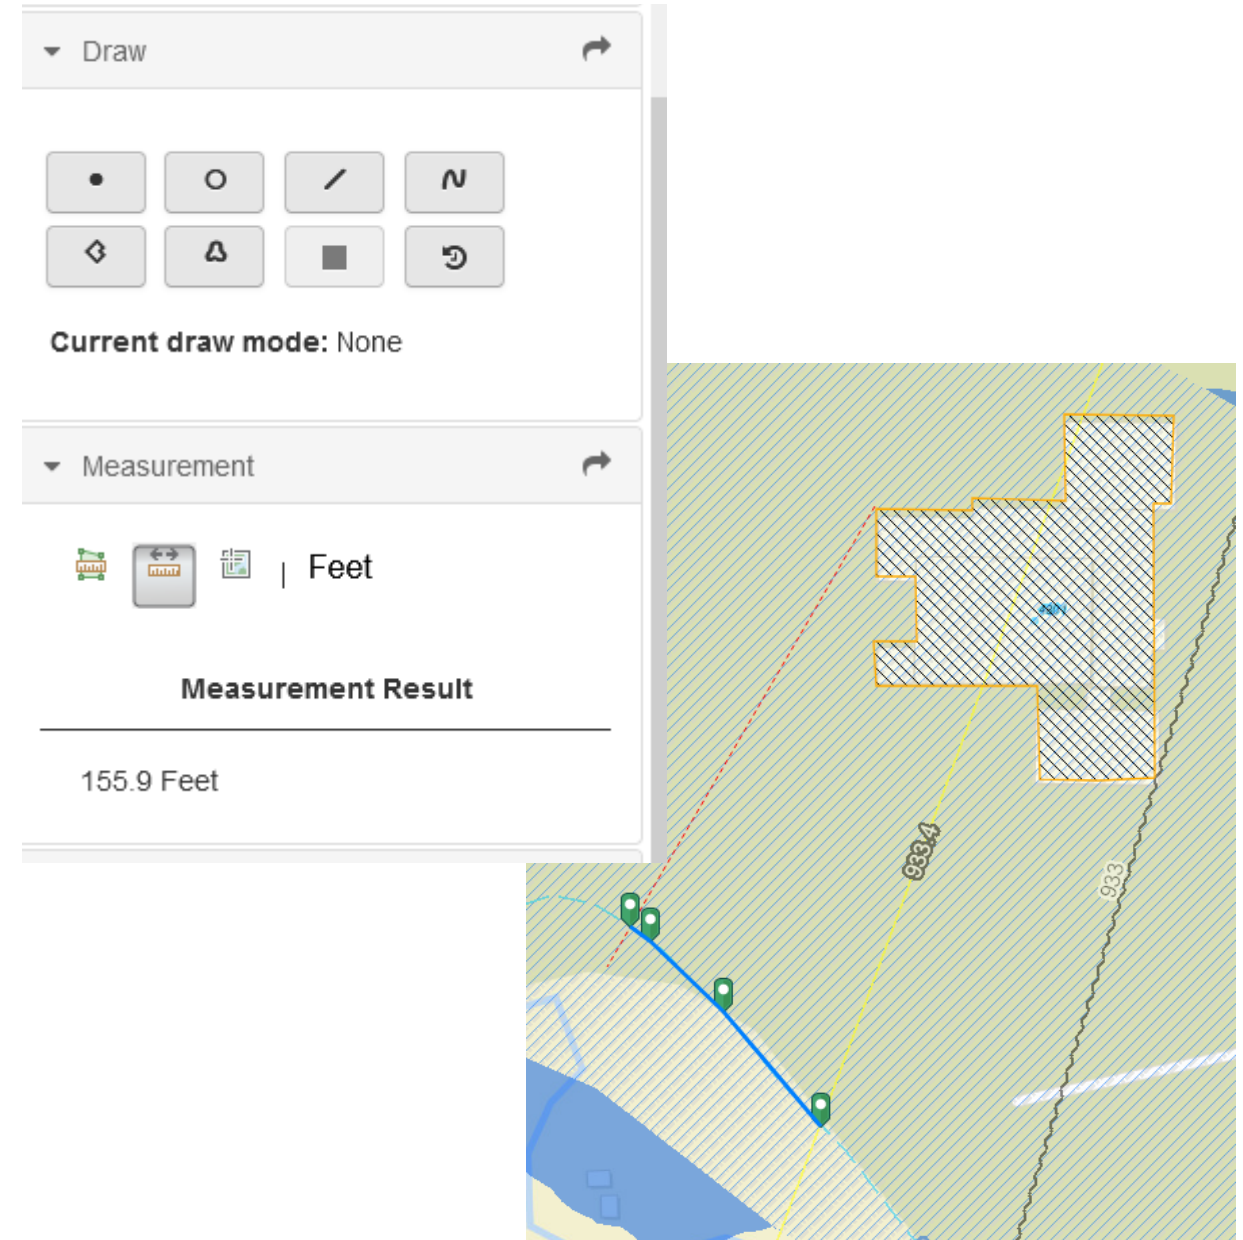 Draw
Current draw mode: None
Measurement
| Feet
Measurement Result
155.9 Feet
933.4
933